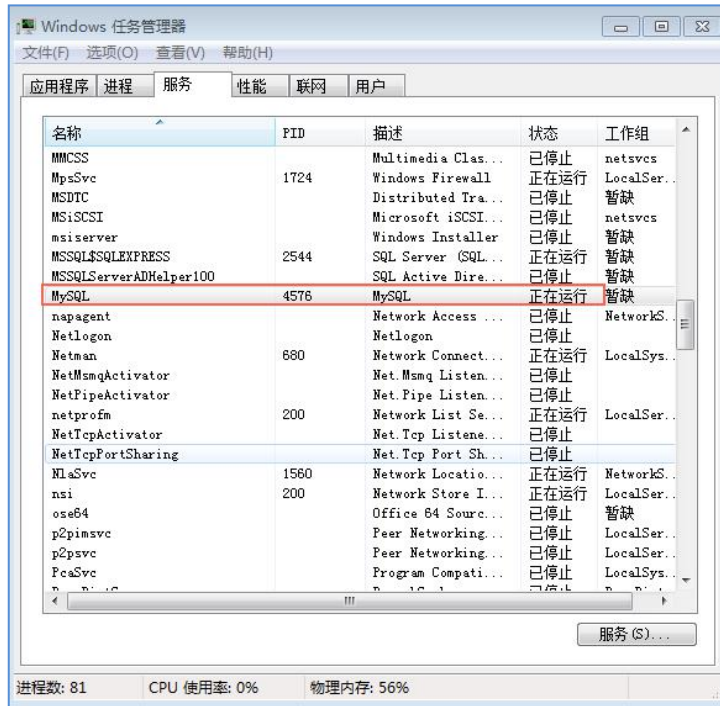 Windows 任务管理器
文件(F) 选项(O) 查看(V) 帮助(H)
应用程序 进程 服务 性能 联网 用户
名称 PID 描述 状态 工作组
MMCSS Multimedia Clas... 已停止 netsvcs
MpsSvc 1724 Windows Firewall 正在运行 LocalSer..
MSDTC Distributed Tra... 已停止 暂缺
MSiSCSI Microsoft iSCSI... 已停止 netsvcs
msiserver Windows Installer 已停止 暂缺
MSSQL$SQLEXPRESS 2544 SQL Server (SQL... 正在运行 暂缺
MSSQLServerADHelper100 SQL Active Dire... 已停止 暂缺
MySQL 4576 MySQL 正在运行 暂缺
napagent Network Access ... 已停止 NetworkS..
Netlogon Netlogon 已停止
Netman 680 Network Connect... 正在运行 LocalSys..
NetMsmqActivator Net.Msmq Listen... 已停止
NetPipeActivator Net.Pipe Listen... 已停止
netprofm 200 Network List Se... 正在运行 LocalSer..
NetTcpActivator Net.Tcp Listene... 已停止
NetTcpPortSharing Net.Tcp Port Sh... 已停止
NlaSvc 1560 Network Locatio... 正在运行 NetworkS..
nsi 200 Network Store I... 正在运行 LocalSer..
ose64 Office 64 Sourc... 已停止 暂缺
p2pimsvc Peer Networking... 已停止 LocalSer..
p2psvc Peer Networking... 已停止 LocalSer..
PcaSvc Program Compati... 已停止 LocalSys..
服务(S)...
进程数: 81 CPU 使用率: 0% 物理内存: 56%